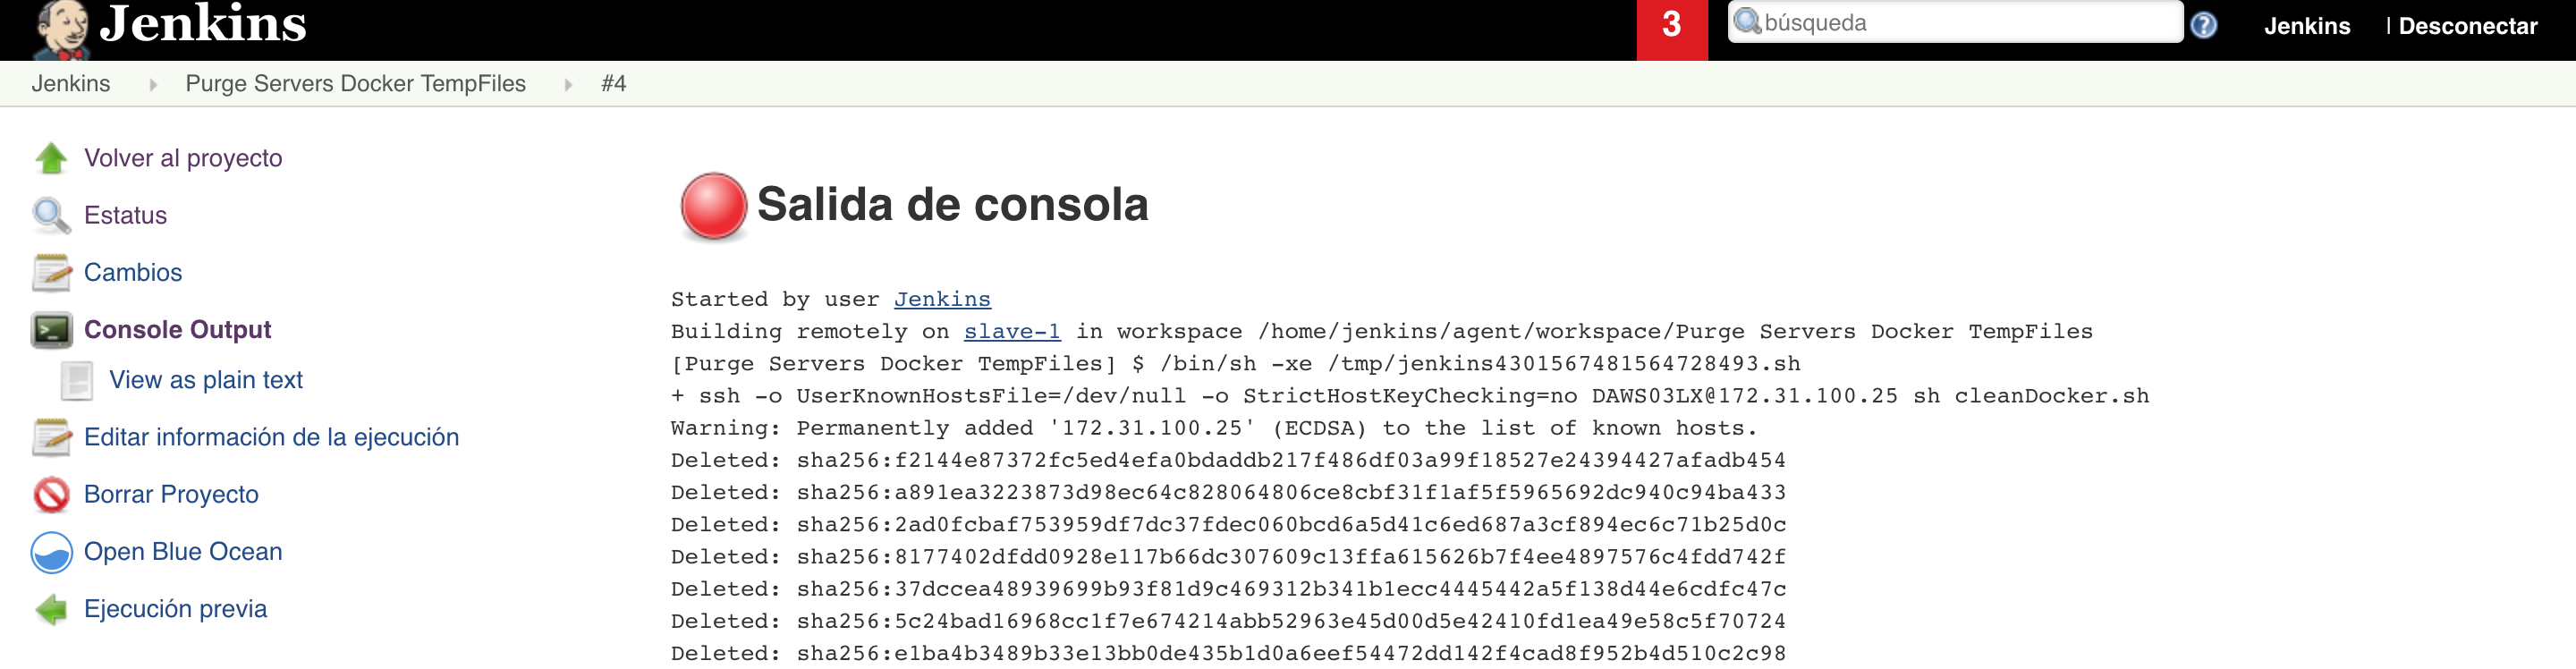 Jenkins
3
búsqueda
Jenkins
| Desconectar
Jenkins
Purge Servers Docker TempFiles
#4
Volver al proyecto
Estatus
Cambios
Console Output
View as plain text
Editar información de la ejecución
Borrar Proyecto
Open Blue Ocean
Ejecución previa
Salida de consola
Started by user Jenkins
Building remotely on slave-1 in workspace /home/jenkins/agent/workspace/Purge Servers Docker TempFiles
[Purge Servers Docker TempFiles] $ /bin/sh -xe /tmp/jenkins4301567481564728493.sh
+ ssh -o UserKnownHostsFile=/dev/null -o StrictHostKeyChecking=no DAWS03LX@172.31.100.25 sh cleanDocker.sh
Warning: Permanently added '172.31.100.25' (ECDSA) to the list of known hosts.
Deleted: sha256:f2144e87372fc5ed4efa0bdaddb217f486df03a99f18527e24394427afadb454
Deleted: sha256:a891ea3223873d98ec64c828064806ce8cbf31f1af5f5965692dc940c94ba433
Deleted: sha256:2ad0fcbaf753959df7dc37fdec060bcd6a5d41c6ed687a3cf894ec6c71b25d0c
Deleted: sha256:8177402dfdd0928e117b66dc307609c13ffa615626b7f4ee4897576c4fdd742f
Deleted: sha256:37dccea48939699b93f81d9c469312b341b1ecc4445442a5f138d44e6cdfc47c
Deleted: sha256:5c24bad16968cc1f7e674214abb52963e45d00d5e42410fd1ea49e58c5f70724
Deleted: sha256:e1ba4b3489b33e13bb0de435b1d0a6eef54472dd142f4cad8f952b4d510c2c98